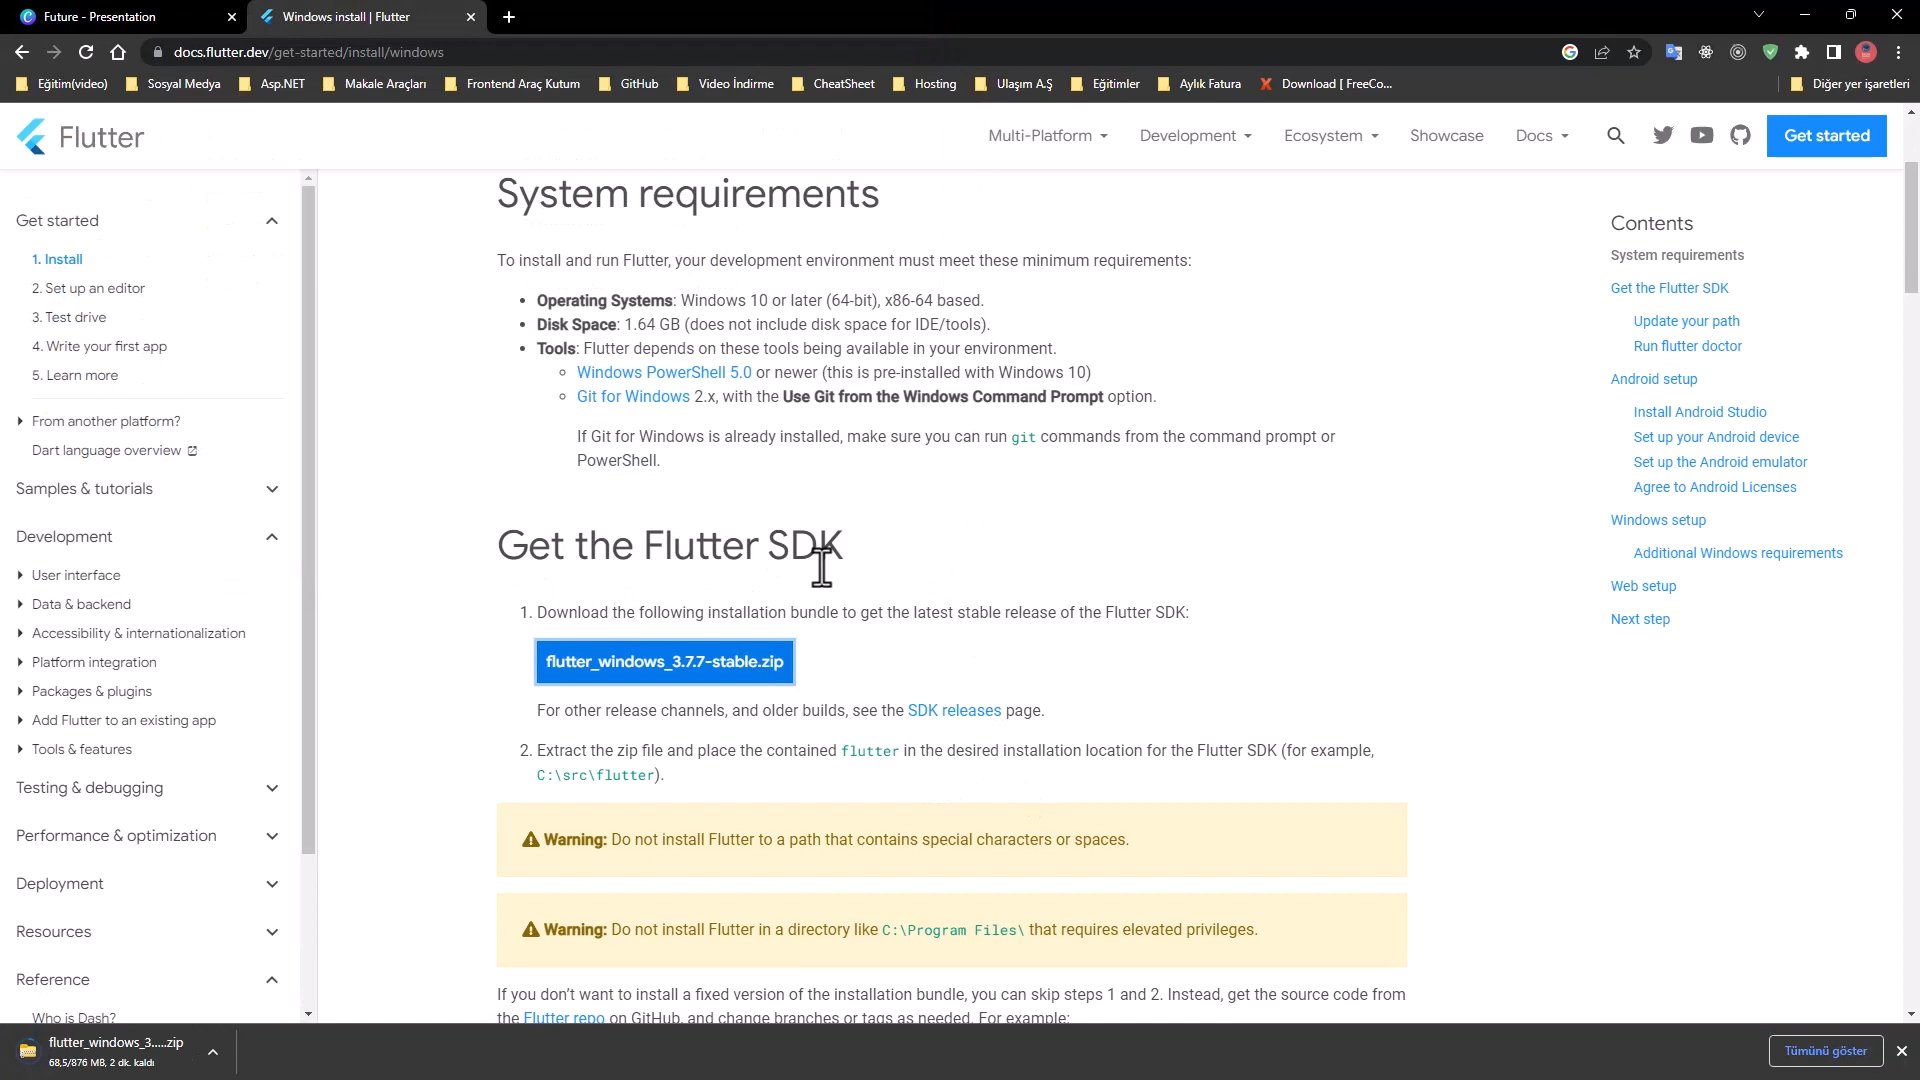 Future - Presentation
Windows install | Flutter
docs.flutter.dev/get-started/install/windows
Eğitim(video)
Sosyal Medya
Asp.NET
Makale Araçları
Frontend Araç Kutum
GitHub
Video İndirme
CheatSheet
Hosting
Ulaşım A.Ş
Eğitimler
Aylık Fatura
Download [ FreeCo...
Diğer yer işaretleri
Flutter
Multi-Platform
Development
Ecosystem
Showcase
Docs
Get started
Get started
1. Install
2. Set up an editor
3. Test drive
4. Write your first app
5. Learn more
From another platform?
Dart language overview
Samples & tutorials
Development
User interface
Data & backend
Accessibility & internationalization
Platform integration
Packages & plugins
Add Flutter to an existing app
Tools & features
Testing & debugging
Performance & optimization
Deployment
Resources
Reference
Who is Dash?
System requirements
To install and run Flutter, your development environment must meet these minimum requirements:
• Operating Systems: Windows 10 or later (64-bit), x86-64 based.
• Disk Space: 1.64 GB (does not include disk space for IDE/tools).
• Tools: Flutter depends on these tools being available in your environment.
Windows PowerShell 5.0 or newer (this is pre-installed with Windows 10)
Git for Windows 2.x, with the Use Git from the Windows Command Prompt option.
If Git for Windows is already installed, make sure you can run git commands from the command prompt or
PowerShell.
Get the Flutter SDK
1. Download the following installation bundle to get the latest stable release of the Flutter SDK:
flutter_windows_3.7.7-stable.zip
For other release channels, and older builds, see the SDK releases page.
2. Extract the zip file and place the contained flutter in the desired installation location for the Flutter SDK (for example,
C:\src\flutter).
Warning: Do not install Flutter to a path that contains special characters or spaces.
Warning: Do not install Flutter in a directory like C:\Program Files\ that requires elevated privileges.
If you don't want to install a fixed version of the installation bundle, you can skip steps 1 and 2. Instead, get the source code from
the Flutter repo on GitHub, and change branches or tags as needed. For example:
Contents
System requirements
Get the Flutter SDK
Update your path
Run flutter doctor
Android setup
Install Android Studio
Set up your Android device
Set up the Android emulator
Agree to Android Licenses
Windows setup
Additional Windows requirements
Web setup
Next step
flutter_windows_3.....zip
68,5/876 MB, 2 dk. kaldı
Tümünü göster